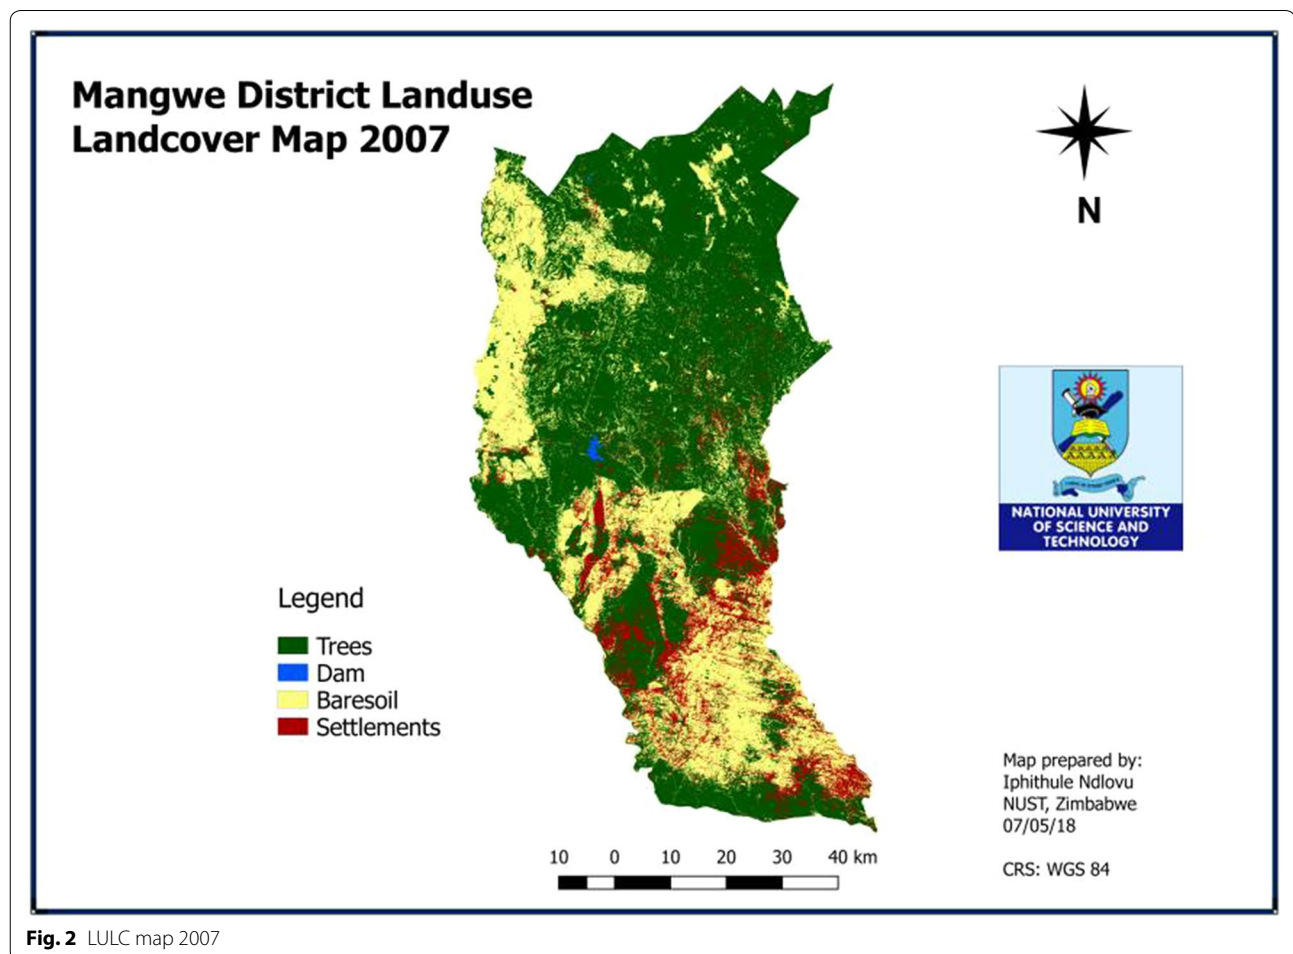 Mangwe District Landuse
Landcover Map 2007
N
NATIONAL UNIVERSITY
OF SCIENCE AND
TECHNOLOGY
Legend
Trees
Dam
Baresoil
Settlements
Map prepared by:
Iphithule Ndlovu
NUST, Zimbabwe
07/05/18
CRS: WGS 84
10 0 10 20 30 40 km
Fig. 2 LULC map 2007